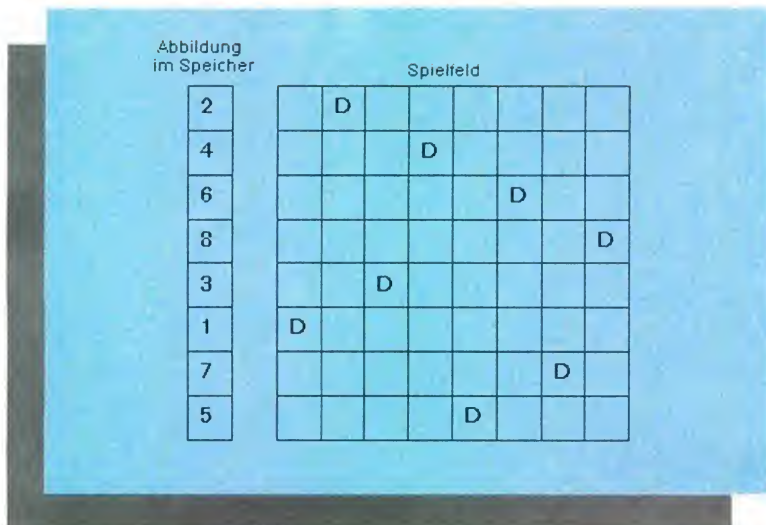 Abbildung
im Speicher
Spielfeld
2 D
4 D
6 D
8 D
3 D
1 D
7 D
5 D